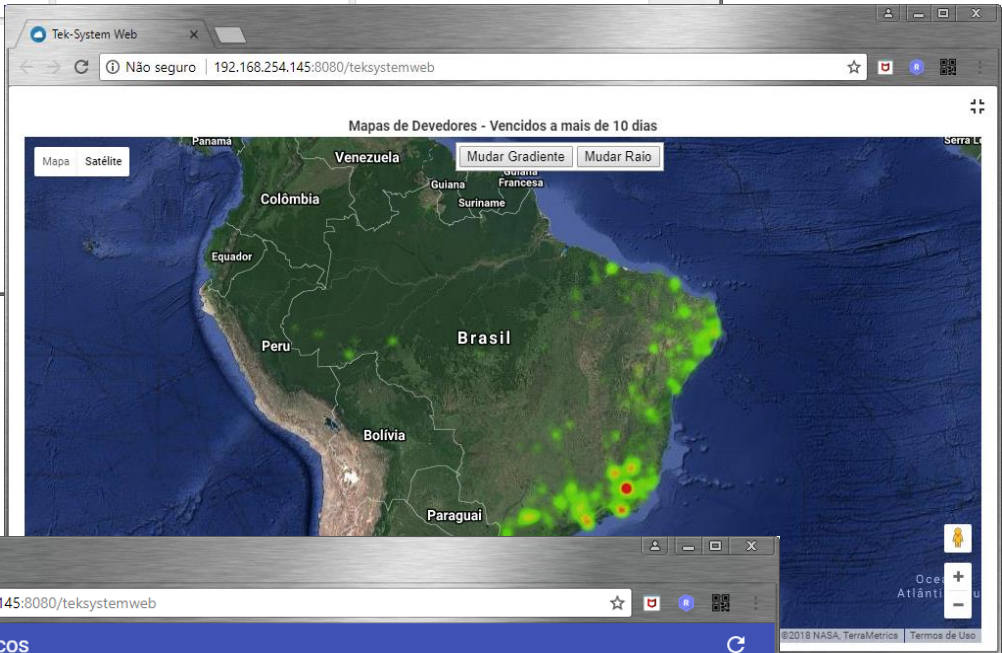 Tek-System Web
Não seguro
192.168.254.145:8080/teksystemweb
Mapas de Devedores - Vencidos a mais de 10 dias
Mapa
Satélite
Mudar Gradiente
Mudar Raio
Panamá
Venezuela
Guiana
Guiana
Francesa
Suriname
Serra L
Colômbia
Equador
Peru
Brasil
Bolívia
Paraguai
Oce
Atlânti
©2018 NASA, TerraMetrics
Termos de Uso
145:8080/teksystemweb
cos